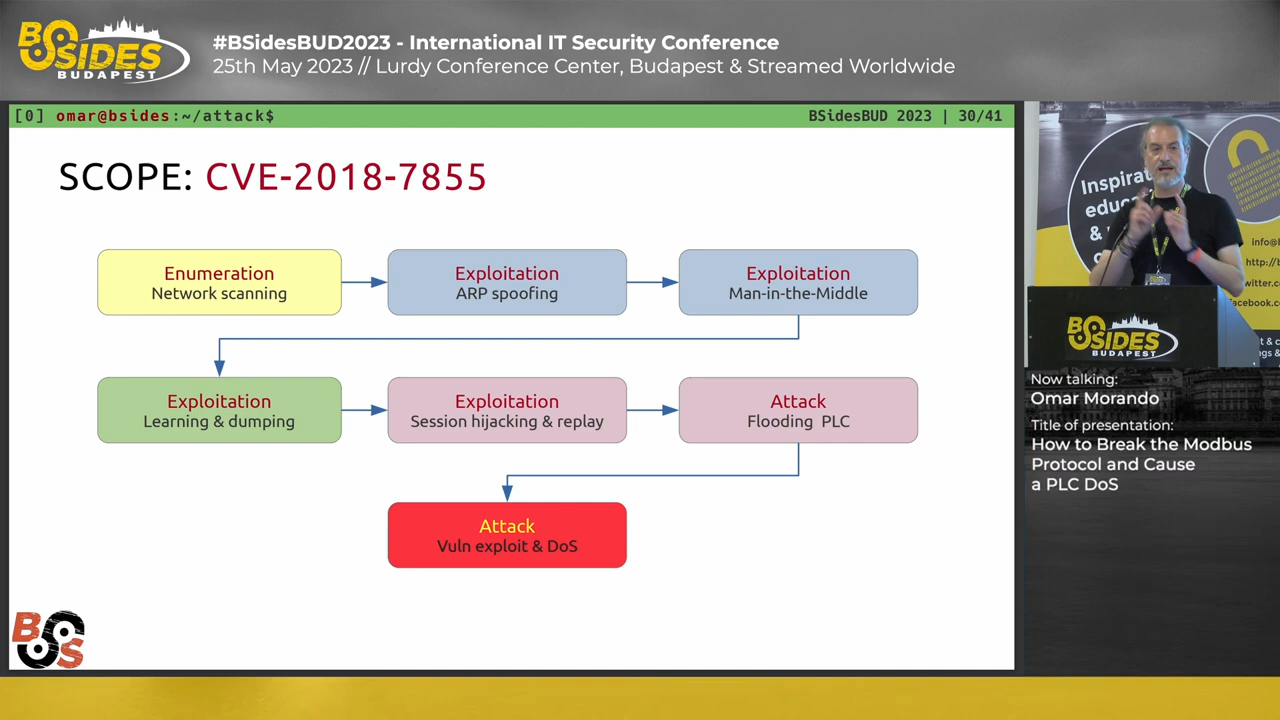 BSIDES
BUDAPEST
#BSidesBUD2023 - International IT Security Conference
25th May 2023 // Lurdy Conference Center, Budapest & Streamed Worldwide
[0] omar@bsides:~/attack$
BSidesBUD 2023 | 30/41
SCOPE: CVE-2018-7855
Enumeration
Network scanning
Exploitation
ARP spoofing
Exploitation
Man-in-the-Middle
Exploitation
Learning & dumping
Exploitation
Session hijacking & replay
Attack
Flooding PLC
Attack
Vuln exploit & DoS
BSIDES
BUDAPEST
Now talking:
Omar Morando
Title of presentation:
How to Break the Modbus
Protocol and Cause
a PLC DoS